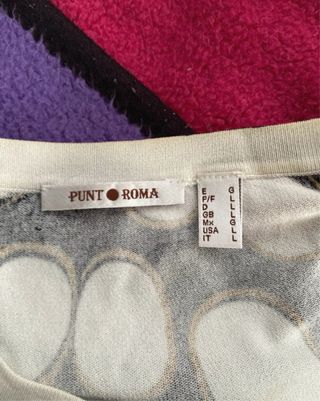 PUNT ROMA
E G
P/F L
D L
GB L
Mx G
USA L
IT L